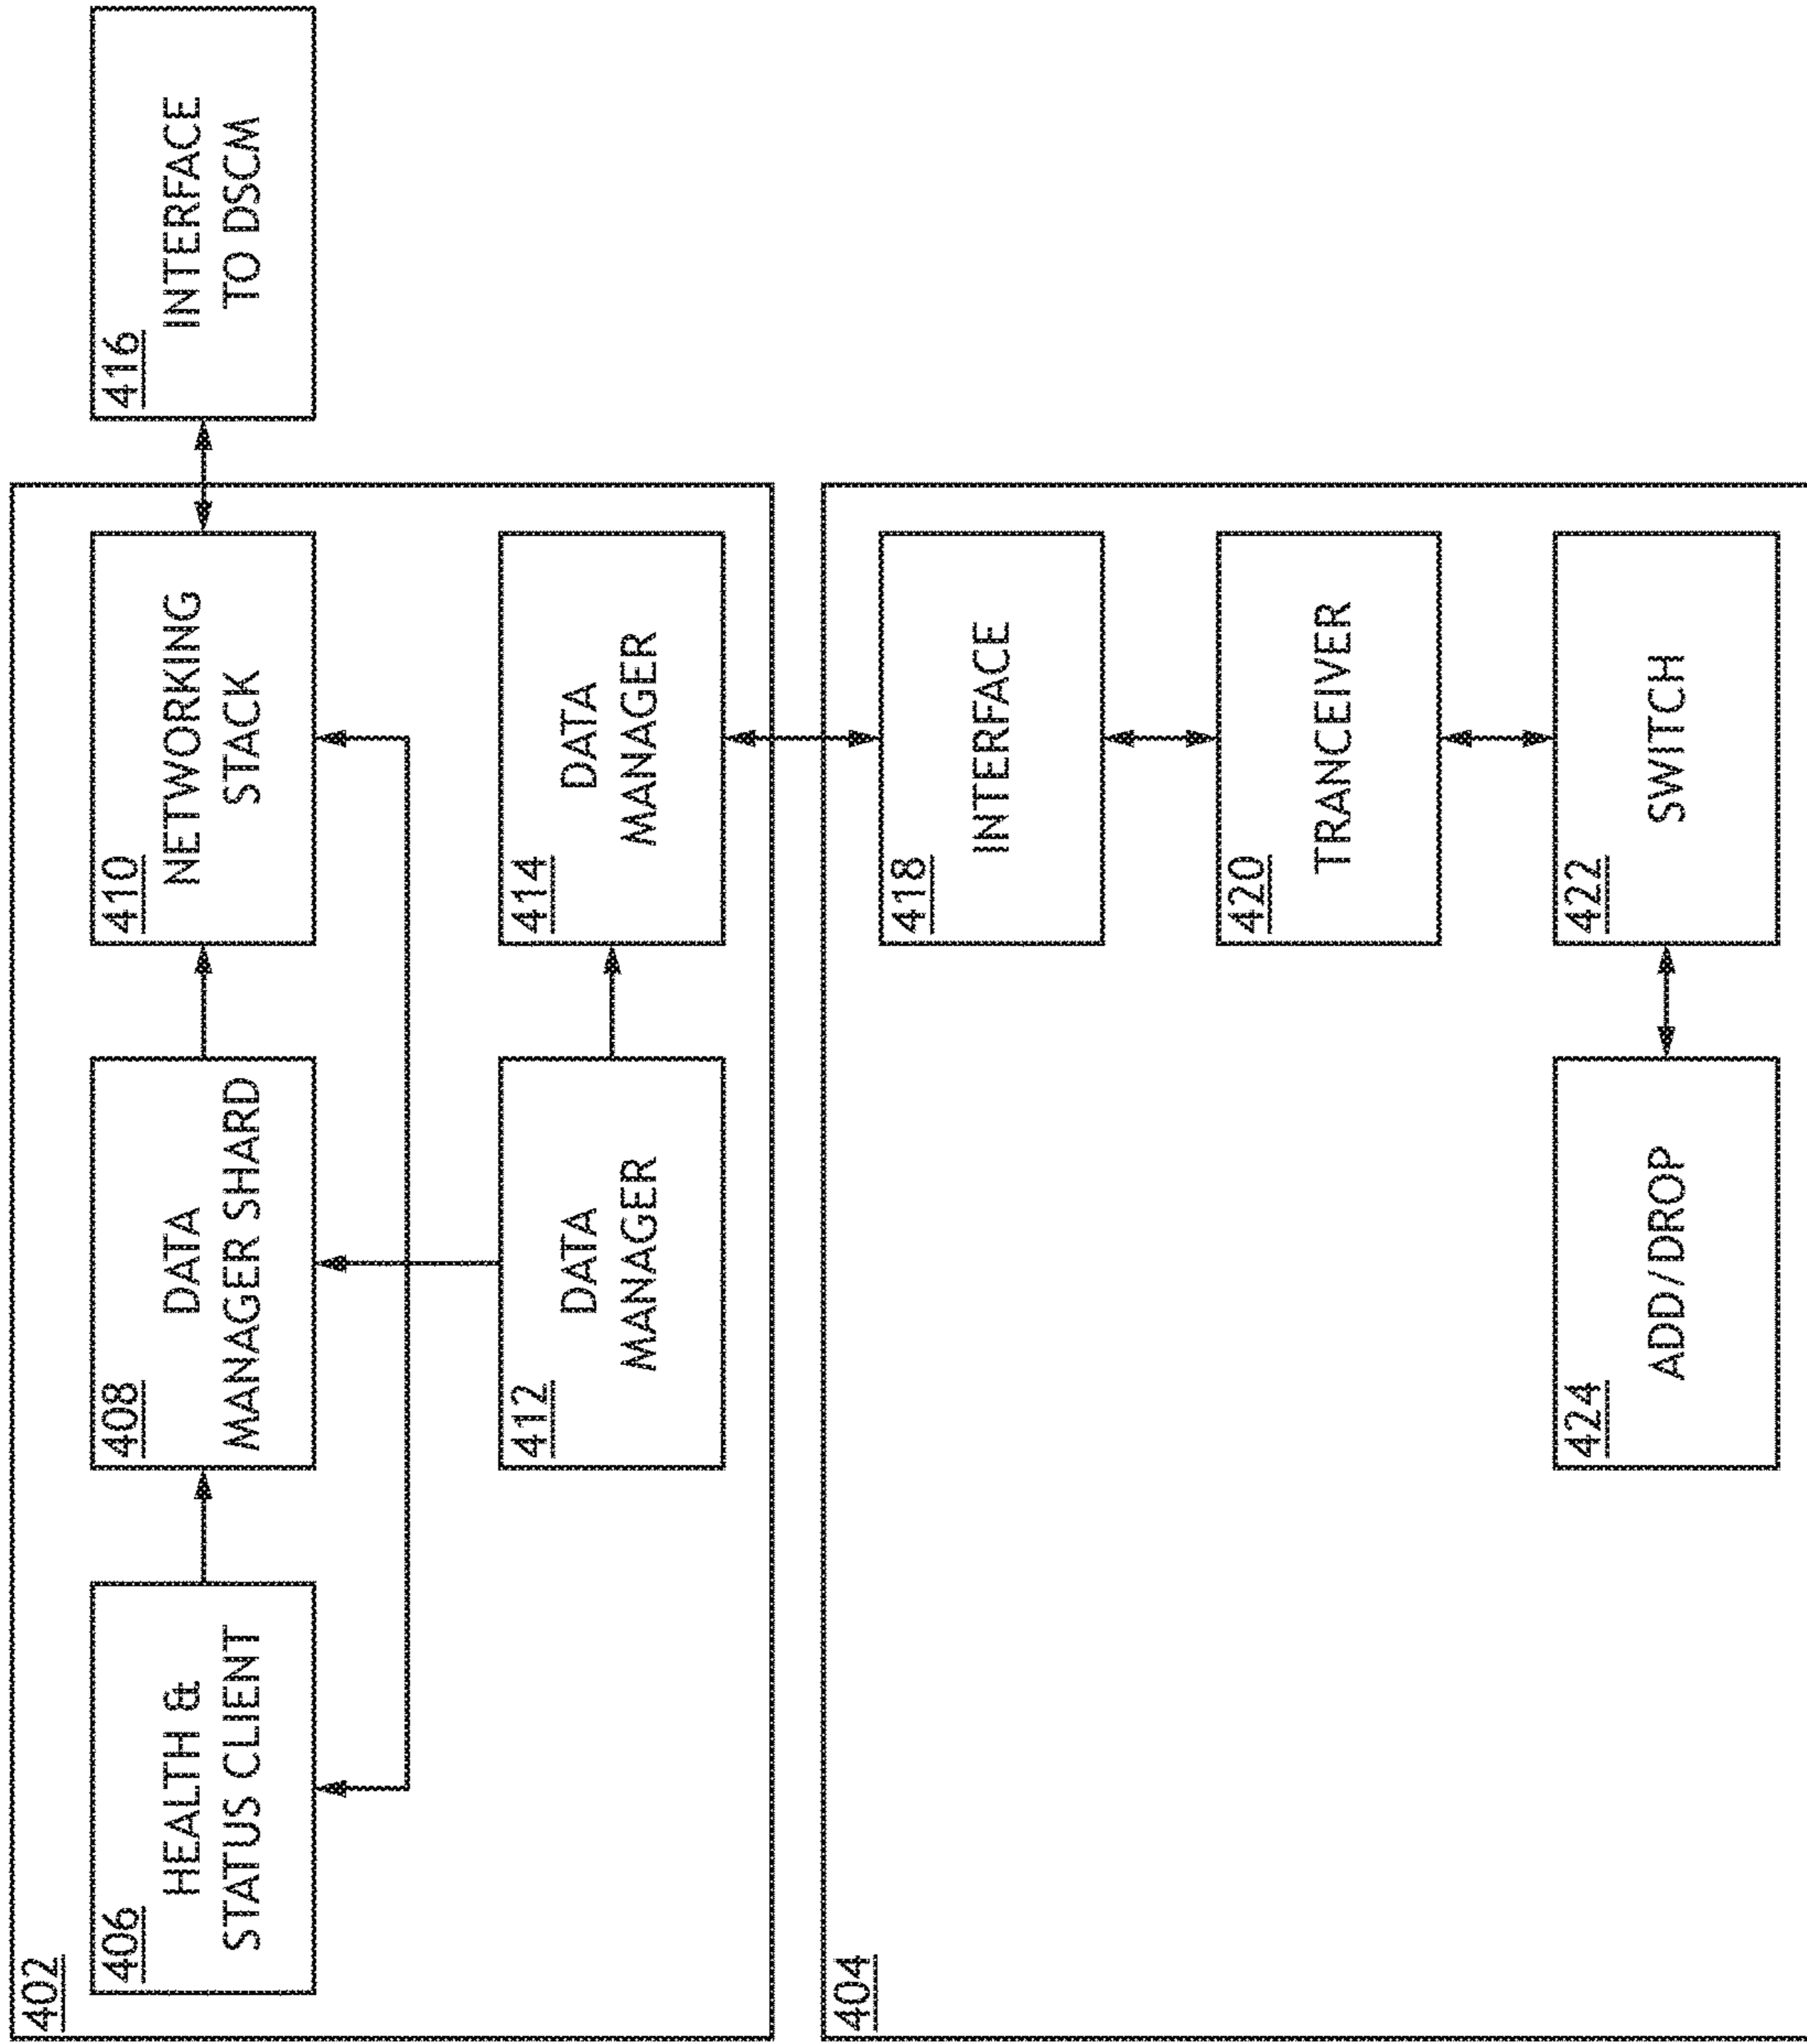 402
406
HEALTH &
STATUS CLIENT
408
DATA
MANAGER SHARD
410
NETWORKING
STACK
416
INTERFACE
TO DSCM
412
DATA
MANAGER
414
DATA
MANAGER
404
418
INTERFACE
420
TRANCEIVER
424
ADD/DROP
422
SWITCH